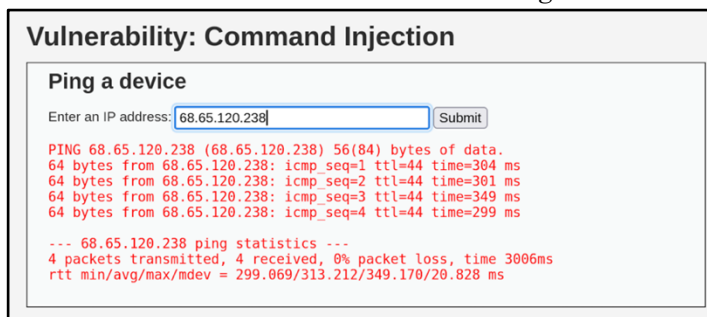 Vulnerability: Command Injection
Ping a device
Enter an IP address: 68.65.120.238 Submit
PING 68.65.120.238 (68.65.120.238) 56(84) bytes of data.
64 bytes from 68.65.120.238: icmp_seq=1 ttl=44 time=304 ms
64 bytes from 68.65.120.238: icmp_seq=2 ttl=44 time=301 ms
64 bytes from 68.65.120.238: icmp_seq=3 ttl=44 time=349 ms
64 bytes from 68.65.120.238: icmp_seq=4 ttl=44 time=299 ms
--- 68.65.120.238 ping statistics ---
4 packets transmitted, 4 received, 0% packet loss, time 3006ms
rtt min/avg/max/mdev = 299.069/313.212/349.170/20.828 ms